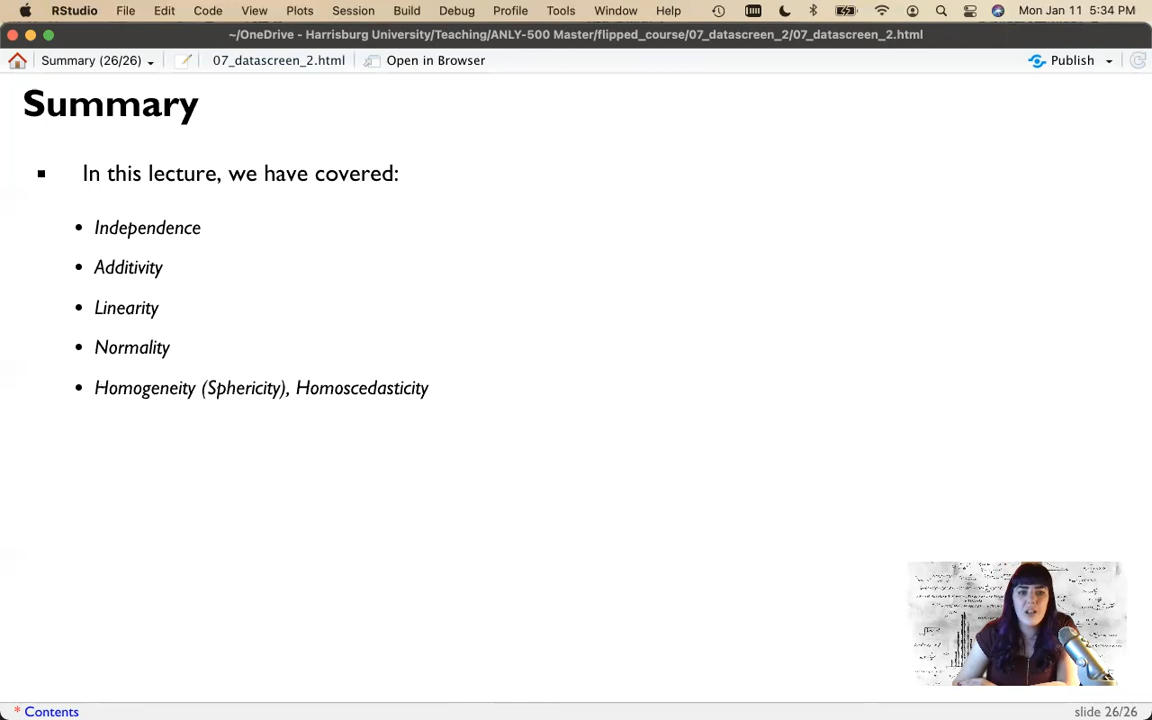 RStudio File Edit Code View Plots Session Build Debug Profile Tools Window Help Mon Jan 11 5:34 PM
~/OneDrive - Harrisburg University/Teaching/ANLY-500 Master/flipped_course/07_datascreen_2/07_datascreen_2.html
Summary (26/26) 07_datascreen_2.html Open in Browser Publish
Summary
In this lecture, we have covered:
Independence
Additivity
Linearity
Normality
Homogeneity (Sphericity), Homoscedasticity
* Contents slide 26/26